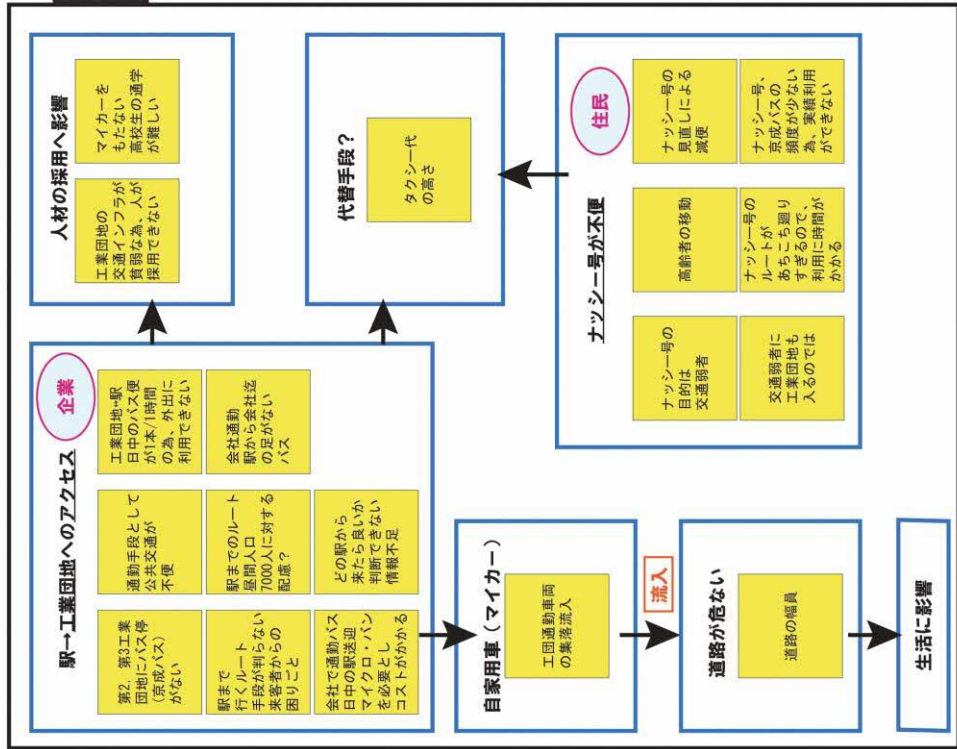 駅→工業団地へのアクセス
企業
第2、第3工業
団地にバス停
(京成バス)
がない
通勤手段として
公共交通が
不便
工業団地↔駅
日中のバス便
が1本/1時間
の為、外出に
利用できない
駅まで
行くルート
手段が判らない
来客者からの
困りごと
駅までのルート
昼間人口
7000人に対する
配慮?
会社通勤
駅から会社迄
の足がない
バス
会社で通勤バス
日中の駅送迎
マイクロ・バン
を必要とし
コストがかかる
どの駅から
来たら良いか
判断できない
情報不足
人材の採用へ影響
工業団地の
交通インフラが
貧弱な為、人が
採用できない
マイカーを
もたない
高校生の通学
が難しい
代替手段?
タクシー代
の高さ
自家用車(マイカー)
工団通勤車両
の集落流入
流入
道路が危ない
道路の幅員
生活に影響
ナッシー号が不便
住民
ナッシー号の
目的は
交通弱者
高齢者の移動
ナッシー号の
見直しによる
減便
交通弱者に
工業団地も
入るのでは
ナッシー号の
ルートが
あちこち廻り
すぎるので、
利用に時間が
かかる
ナッシー号、
京成バスの
頻度が少ない
為、実績利用
ができない